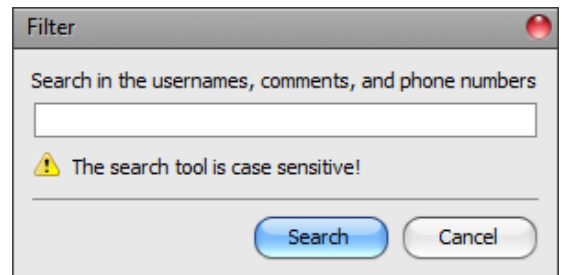 Filter
Search in the usernames, comments, and phone numbers
The search tool is case sensitive!
Search
Cancel